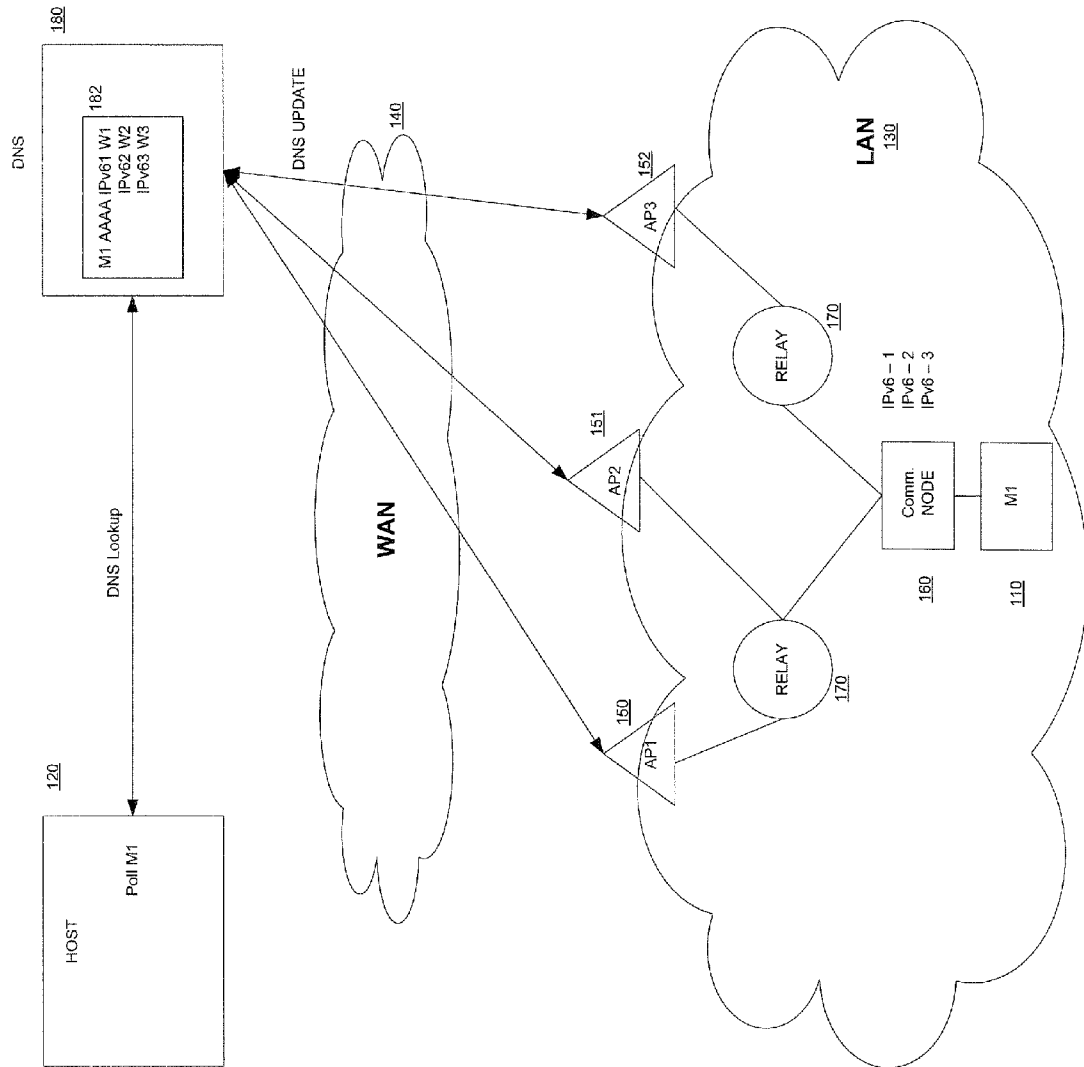 HOST
Poll M1
120
DNS Lookup
DNS
180
182
M1 AAAA IPv61 W1
IPv62 W2
IPv63 W3
DNS UPDATE
WAN
140
AP1
150
AP2
151
AP3
152
RELAY
170
RELAY
170
LAN
130
Comm.
NODE
160
IPv6 – 1
IPv6 – 2
IPv6 – 3
M1
110